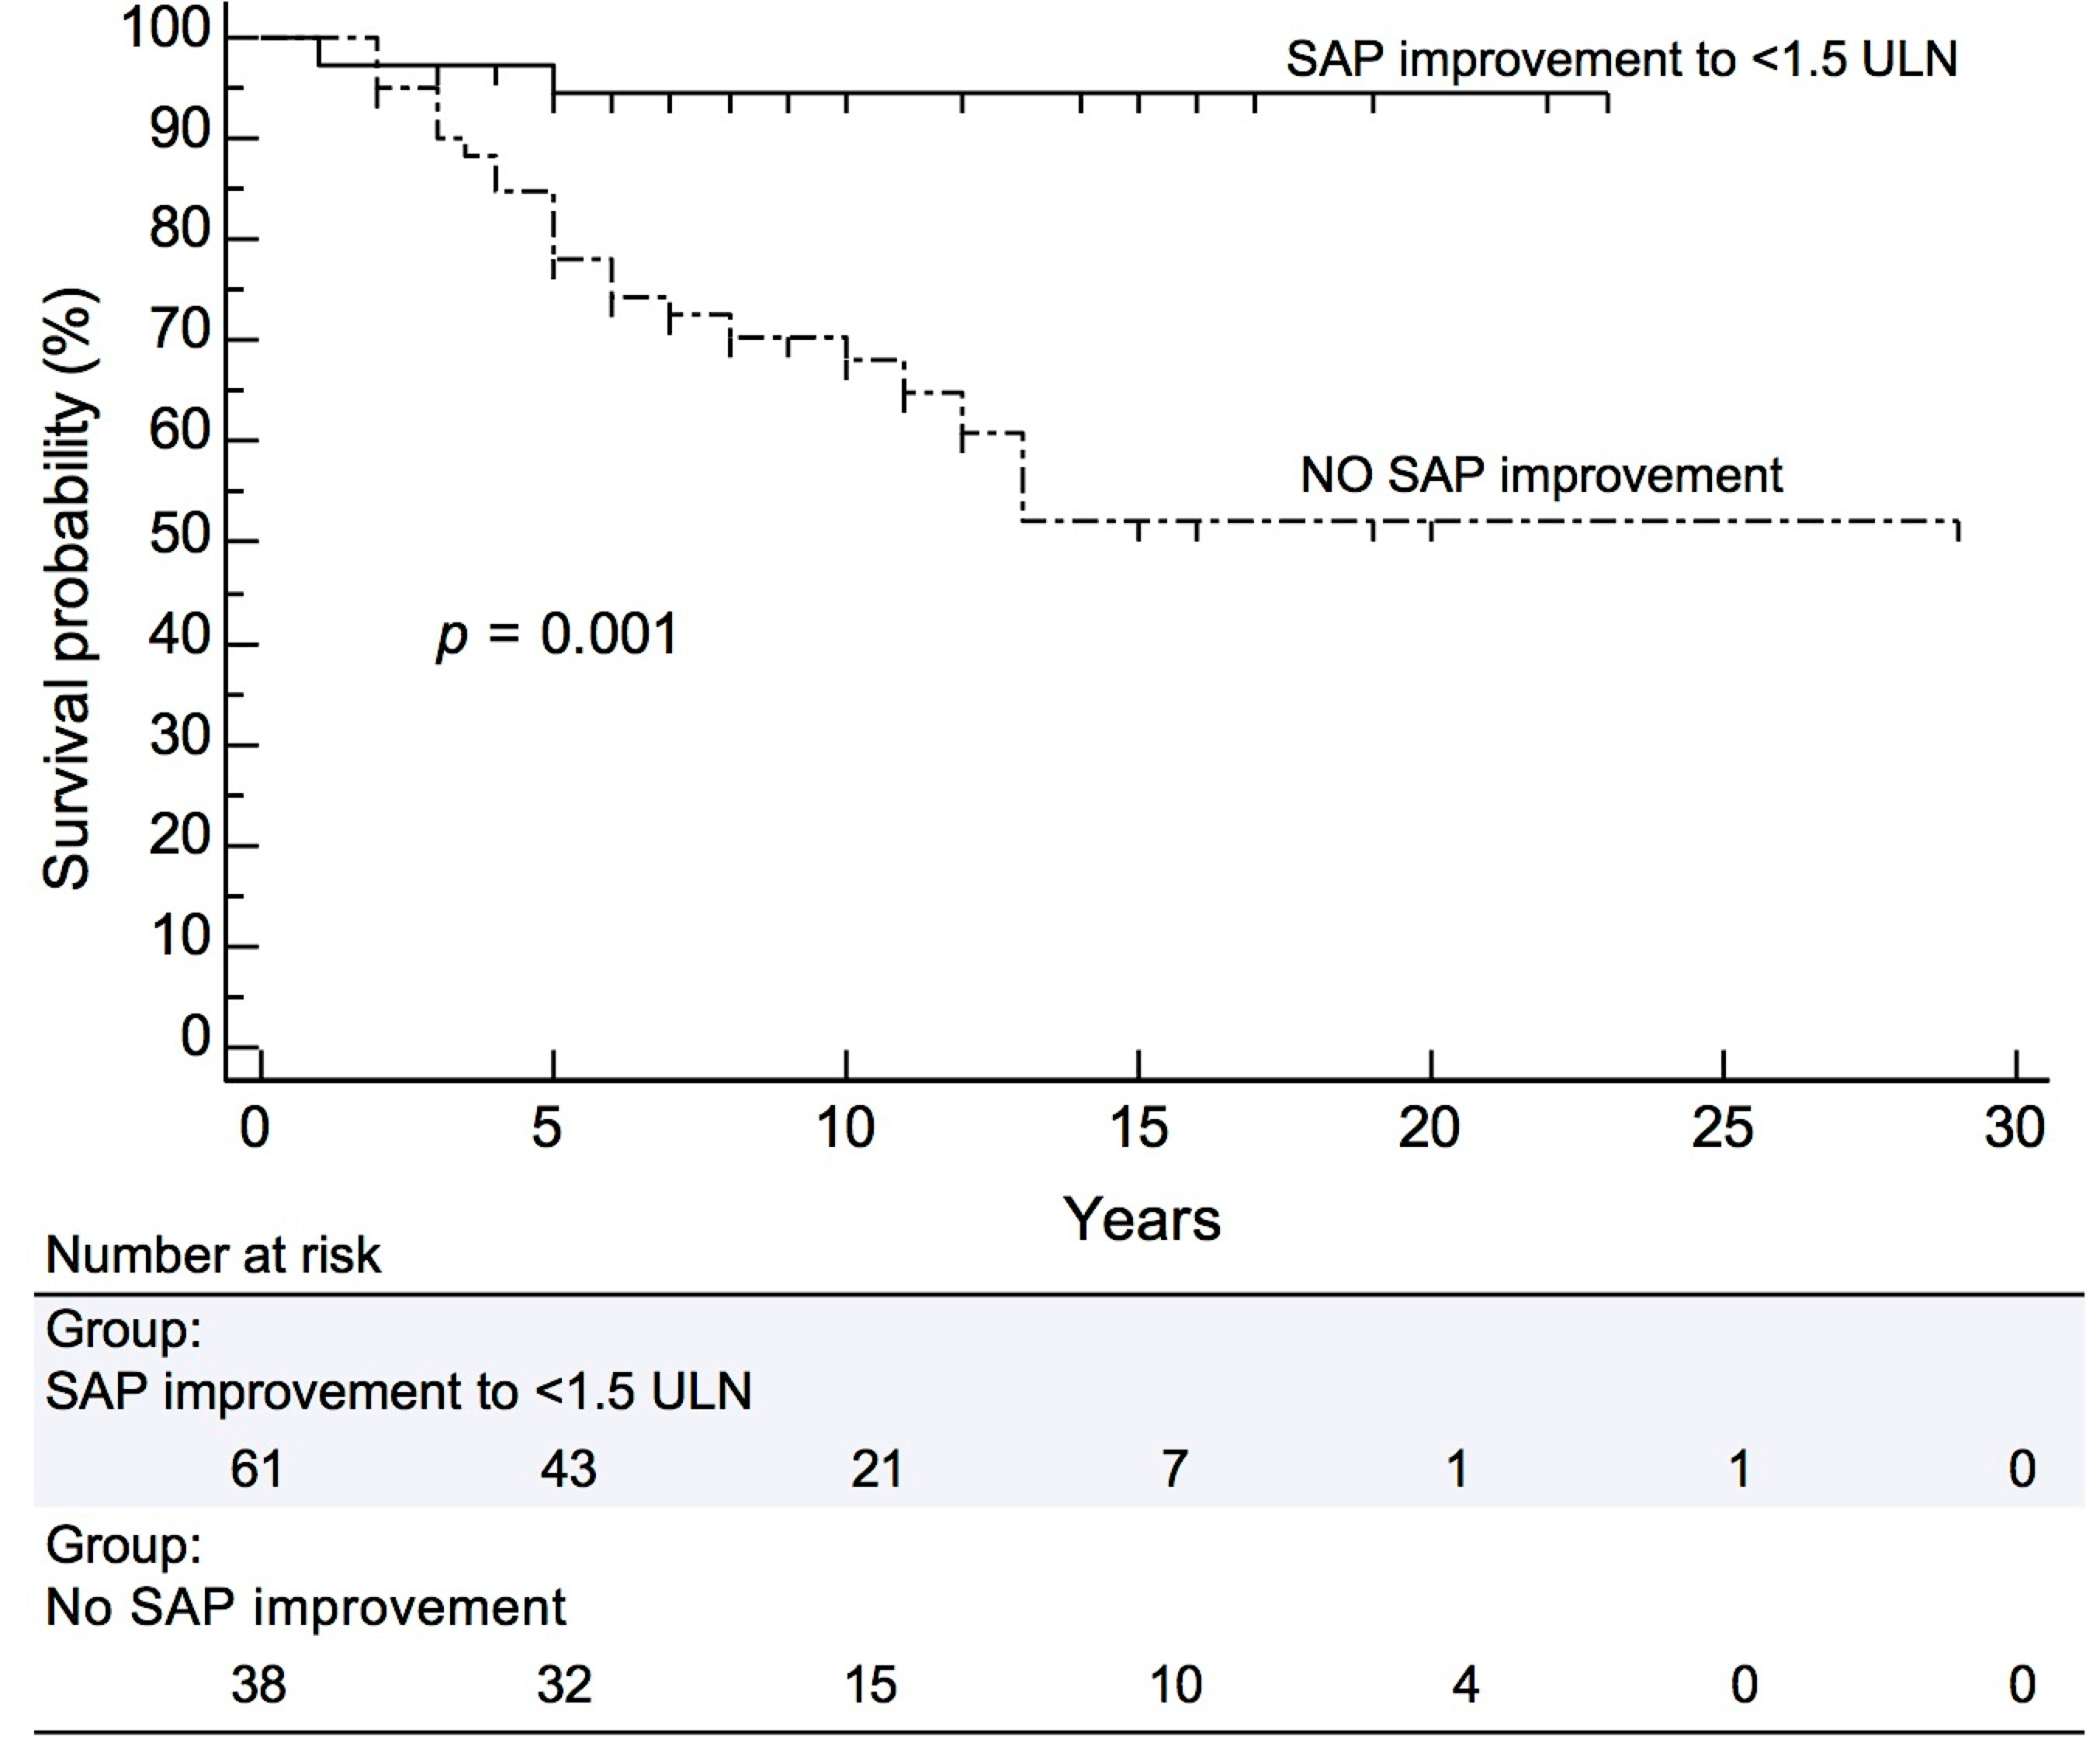 100
SAP improvement to <1.5 ULN
90
80
70
60
NO SAP improvement
50
40
p = 0.001
30
20
10
0
Survival probability (%)
0 5 10 15 20 25 30
Years
Number at risk
Group:
SAP improvement to <1.5 ULN
61 43 21 7 1 1 0
Group:
No SAP improvement
38 32 15 10 4 0 0